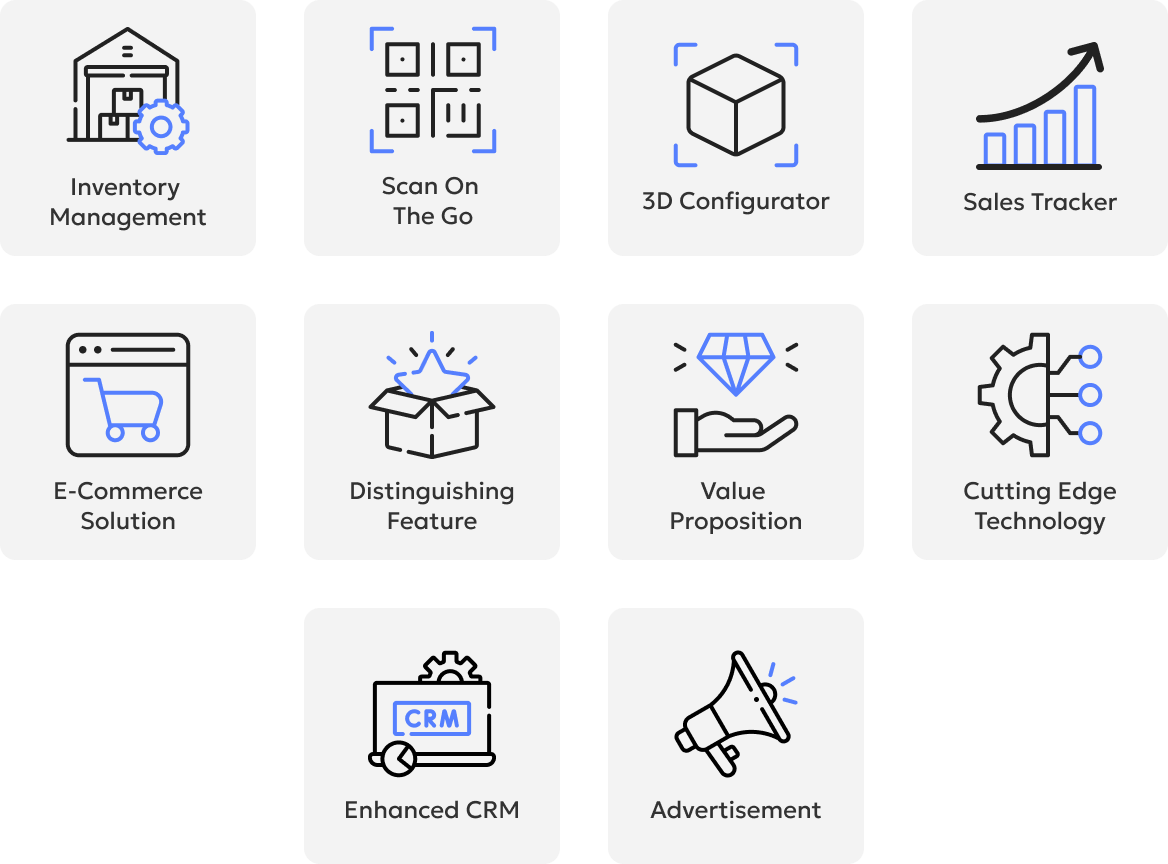 Inventory
Management
Scan On
The Go
3D Configurator
Sales Tracker
E-Commerce
Solution
Distinguishing
Feature
Value
Proposition
Cutting Edge
Technology
CRM
Enhanced CRM
Advertisement